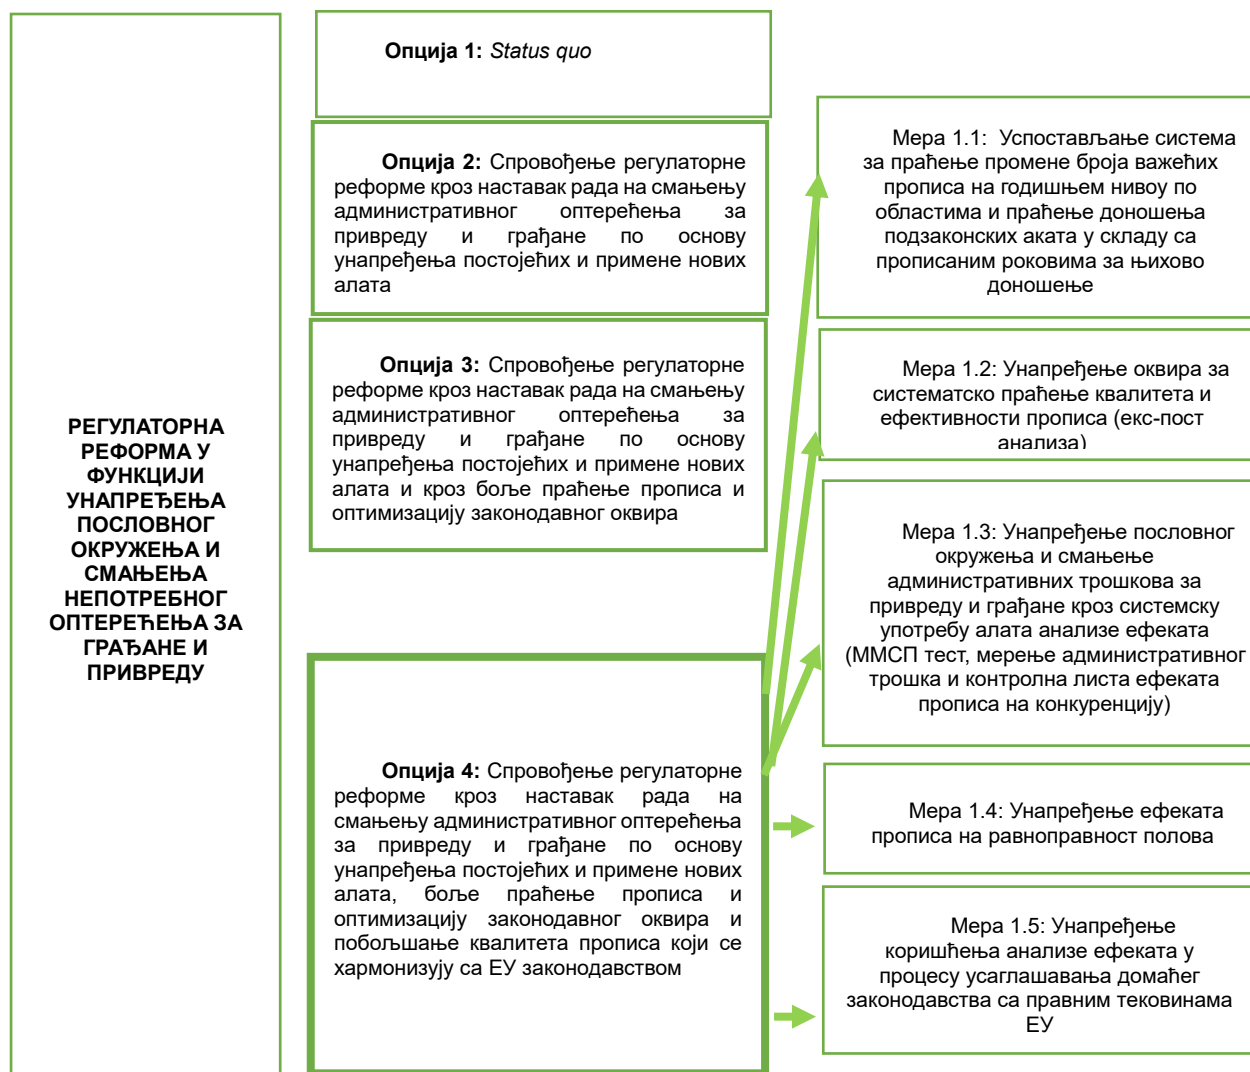 РЕГУЛАТОРНА
РЕФОРМА У
ФУНКЦИЈИ
УНАПРЕЂЕЊА
ПОСЛОВНОГ
ОКРУЖЕЊА И
СМАЊЕЊА
НЕПОТРЕБНОГ
ОПТЕРЕЋЕЊА ЗА
ГРАЂАНЕ И
ПРИВРЕДУ
Опција 1: Status quo
Опција 2: Спровођење регулаторне
реформе кроз наставак рада на смањењу
административног оптерећења за
привреду и грађане по основу
унапређења постојећих и примене нових
алата
Опција 3: Спровођење регулаторне
реформе кроз наставак рада на смањењу
административног оптерећења за
привреду и грађане по основу
унапређења постојећих и примене нових
алата и кроз боље праћење прописа и
оптимизацију законодавног оквира
Опција 4: Спровођење регулаторне
реформе кроз наставак рада на
смањењу административног оптерећења
за привреду и грађане по основу
унапређења постојећих и примене нових
алата, боље праћење прописа и
оптимизацију законодавног оквира и
побољшање квалитета прописа који се
хармонизују са ЕУ законодавством
Мера 1.1: Успостављање система
за праћење промене броја важећих
прописа на годишњем нивоу по
областима и праћење доношења
подзаконских аката у складу са
прописаним роковима за њихово
доношење
Мера 1.2: Унапређење оквира за
систематско праћење квалитета и
ефективности прописа (екс-пост
анализа)
Мера 1.3: Унапређење пословног
окружења и смањење
административних трошкова за
привреду и грађане кроз системску
употребу алата анализе ефеката
(ММСП тест, мерење административног
трошка и контролна листа ефеката
прописа на конкуренцију)
Мера 1.4: Унапређење ефеката
прописа на равноправност полова
Мера 1.5: Унапређење
коришћења анализе ефеката у
процесу усаглашавања домаћег
законодавства са правним тековинама
ЕУ